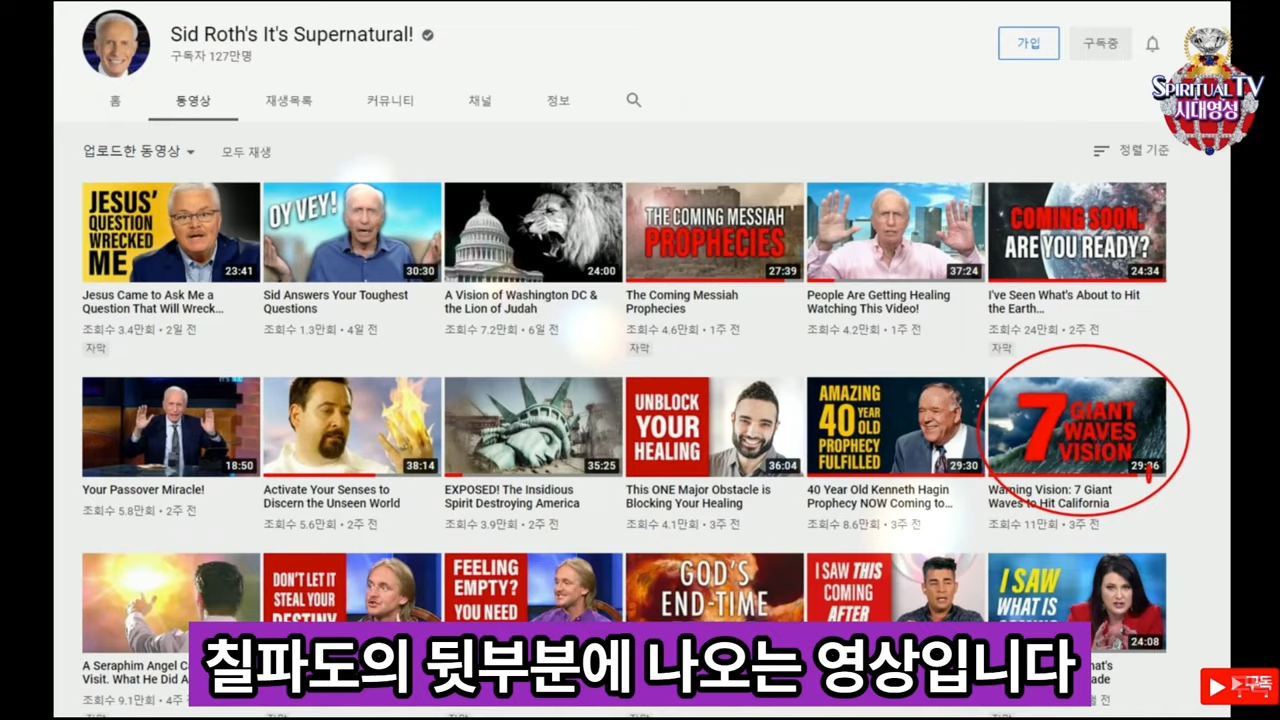 Sid Roth's It's Supernatural!
구독자 127만명
가입
구독중
SPIRITUALTV
시대영성
홈
동영상
재생목록
커뮤니티
채널
정보
업로드한 동영상
모두 재생
정렬 기준
JESUS'
QUESTION
WRECKED
ME
23:41
OY VEY!
30:30
24:00
THE COMING MESSIAH
PROPHECIES
27:39
37:24
COMING SOON.
ARE YOU READY?
24:34
Jesus Came to Ask Me a
Question That Will Wreck...
조회수 3.4만회 • 2일 전
자막
Sid Answers Your Toughest
Questions
조회수 1.3만회 • 4일 전
A Vision of Washington DC &
the Lion of Judah
조회수 7.2만회 • 6일 전
The Coming Messiah
Prophecies
조회수 4.6만회 • 1주 전
자막
People Are Getting Healing
Watching This Video!
조회수 4.2만회 • 1주 전
I've Seen What's About to Hit
the Earth...
조회수 24만회 • 2주 전
자막
18:50
38:14
35:25
UNBLOCK
YOUR
HEALING
36:04
AMAZING
40 YEAR
OLD
PROPHECY
FULFILLED
29:30
7 GIANT
WAVES
VISION
Your Passover Miracle!
조회수 5.8만회 • 2주 전
Activate Your Senses to
Discern the Unseen World
조회수 5.6만회 • 2주 전
EXPOSED! The Insidious
Spirit Destroying America
조회수 3.9만회 • 2주 전
This ONE Major Obstacle is
Blocking Your Healing
조회수 4.1만회 • 3주 전
40 Year Old Kenneth Hagin
Prophecy NOW Coming to...
조회수 8.6만회 • 3주 전
Warning Vision: 7 Giant
Waves to Hit California
조회수 11만회 • 3주 전
DON'T LET IT
STEAL YOUR
DESTINY
FEELING
EMPTY?
YOU NEED
GOD'S
END-TIME
I SAW THIS
COMING
AFTER
I SAW
WHAT IS
24:08
A Seraphim Angel
Visit. What He Did
조회수 9.1만회 • 4주 전
칠파도의 뒷부분에 나오는 영상입니다
구독